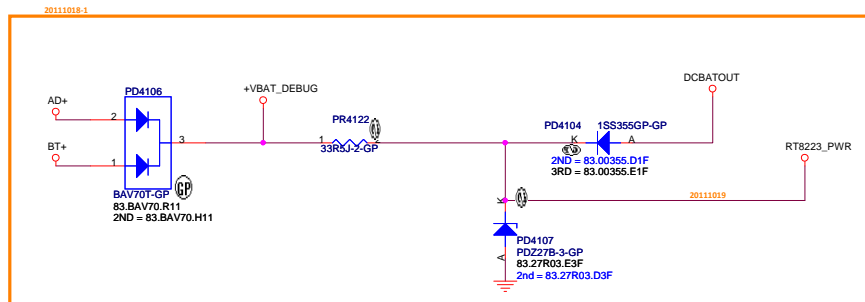 20111018-1
DCBATOUT
PD4106
+VBAT_DEBUG
AD+
2
PR4122
PD4104
1SS355GP-GP
3
1
K
A
RT8223_PWR
BT+
1
33R5J-2-GP
2ND = 83.00355.D1F
3RD = 83.00355.E1F
BAV70T-GP
GP
83.BAV70.R11
2ND = 83.BAV70.H11
K
20111019
PD4107
PDZ27B-3-GP
A
83.27R03.E3F
2nd = 83.27R03.D3F